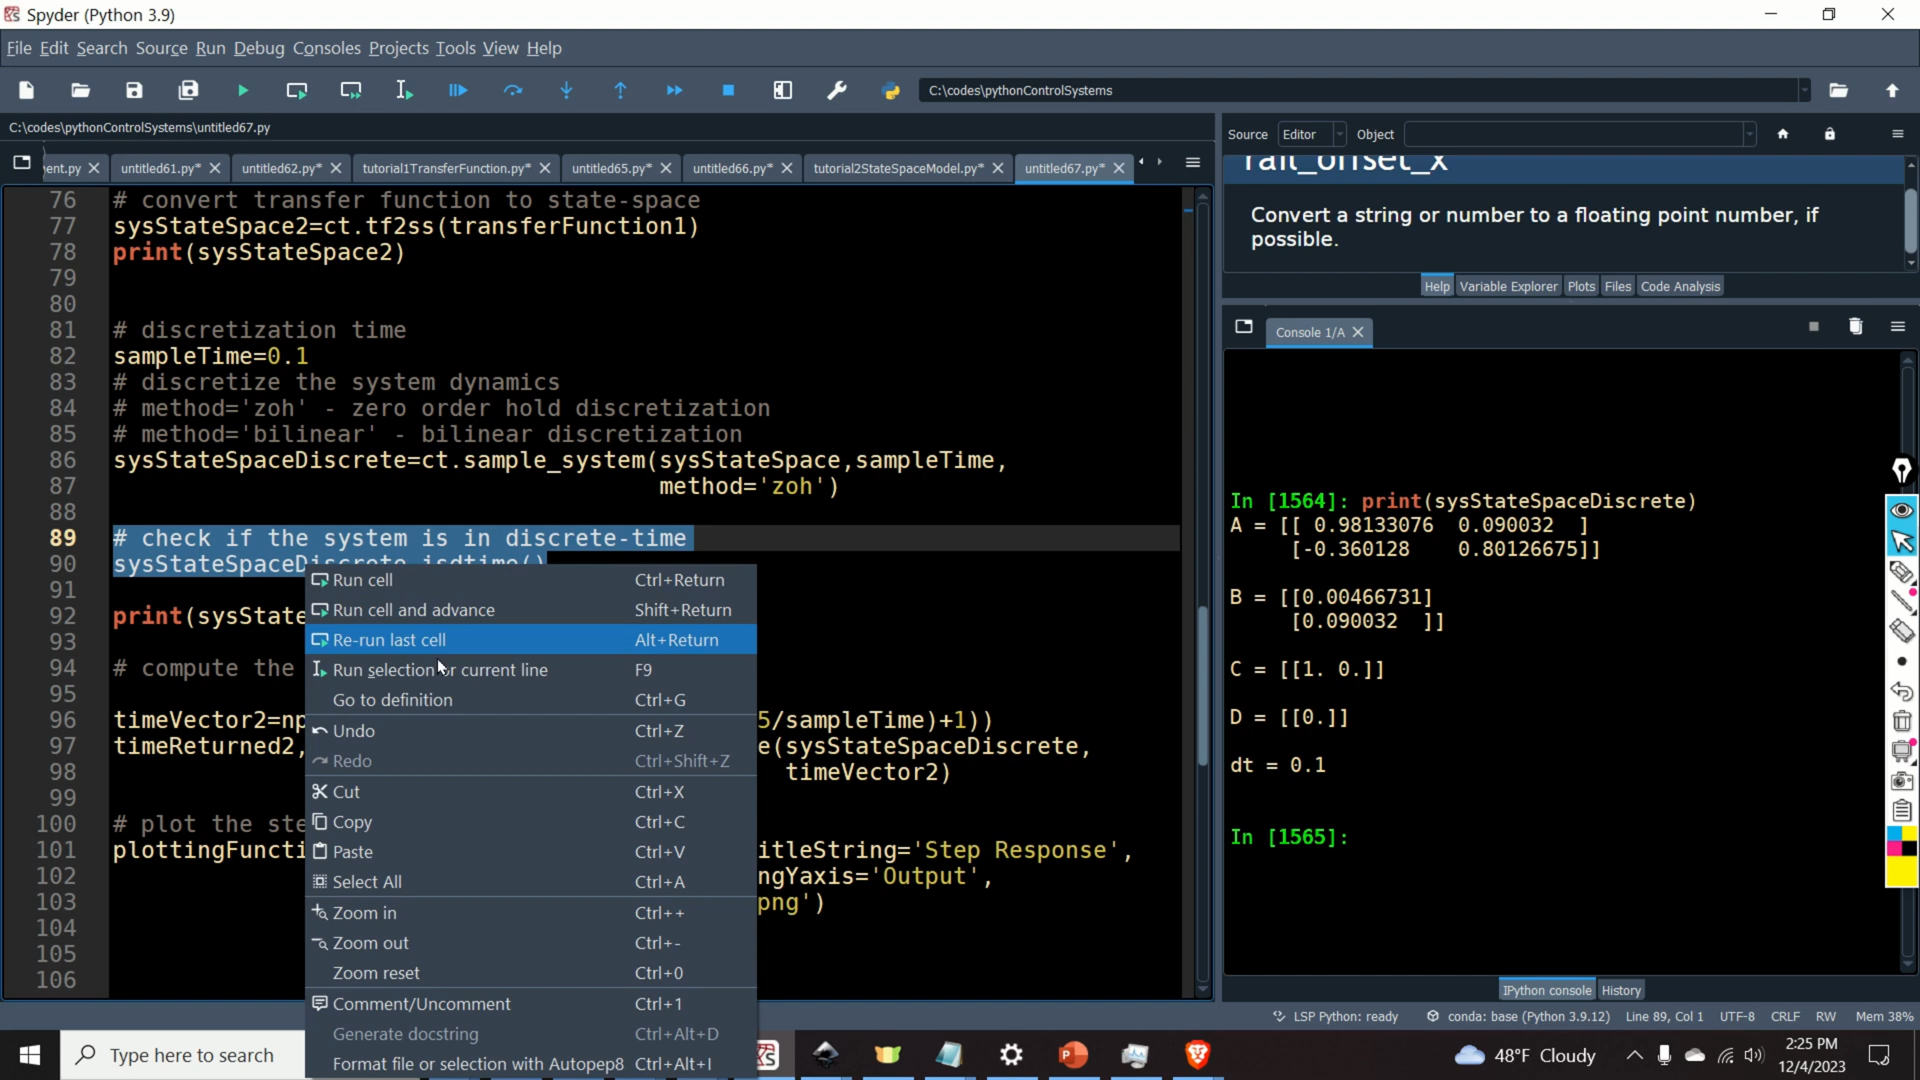 Spyder (Python 3.9)
File Edit Search Source Run Debug Consoles Projects Tools View Help
C:\codes\pythonControlSystems
C:\codes\pythonControlSystems\untitled67.py
ent.py untitled61.py* untitled62.py* tutorial1TransferFunction.py* untitled65.py* untitled66.py* tutorial2StateSpaceModel.py* untitled67.py*
76 # convert transfer function to state-space
77 sysStateSpace2=ct.tf2ss(transferFunction1)
78 print(sysStateSpace2)
79
80
81 # discretization time
82 sampleTime=0.1
83 # discretize the system dynamics
84 # method='zoh' - zero order hold discretization
85 # method='bilinear' - bilinear discretization
86 sysStateSpaceDiscrete=ct.sample_system(sysStateSpace,sampleTime,
87 method='zoh')
88
89 # check if the system is in discrete-time
90 sysStateSpaceDiscrete.isdtime()
91
92 print(sysState
93
94 # compute the
95
96 timeVector2=np 5/sampleTime)+1))
97 timeReturned2, e(sysStateSpaceDiscrete,
98 timeVector2)
99
100 # plot the ste
101 plottingFuncti itleString='Step Response',
102 ngYaxis='Output',
103 png')
104
105
106
Run cell Ctrl+Return
Run cell and advance Shift+Return
Re-run last cell Alt+Return
Run selection or current line F9
Go to definition Ctrl+G
Undo Ctrl+Z
Redo Ctrl+Shift+Z
Cut Ctrl+X
Copy Ctrl+C
Paste Ctrl+V
Select All Ctrl+A
Zoom in Ctrl++
Zoom out Ctrl+-
Zoom reset Ctrl+0
Comment/Uncomment Ctrl+1
Generate docstring Ctrl+Alt+D
Format file or selection with Autopep8 Ctrl+Alt+I
Source Editor Object
rait_offset_x
Convert a string or number to a floating point number, if
possible.
Help Variable Explorer Plots Files Code Analysis
Console 1/A
In [1564]: print(sysStateSpaceDiscrete)
A = [[ 0.98133076 0.090032 ]
[-0.360128 0.80126675]]
B = [[0.00466731]
[0.090032 ]]
C = [[1. 0.]]
D = [[0.]]
dt = 0.1
In [1565]:
IPython console History
LSP Python: ready conda: base (Python 3.9.12) Line 89, Col 1 UTF-8 CRLF RW Mem 38%
Type here to search
48°F Cloudy
2:25 PM
12/4/2023